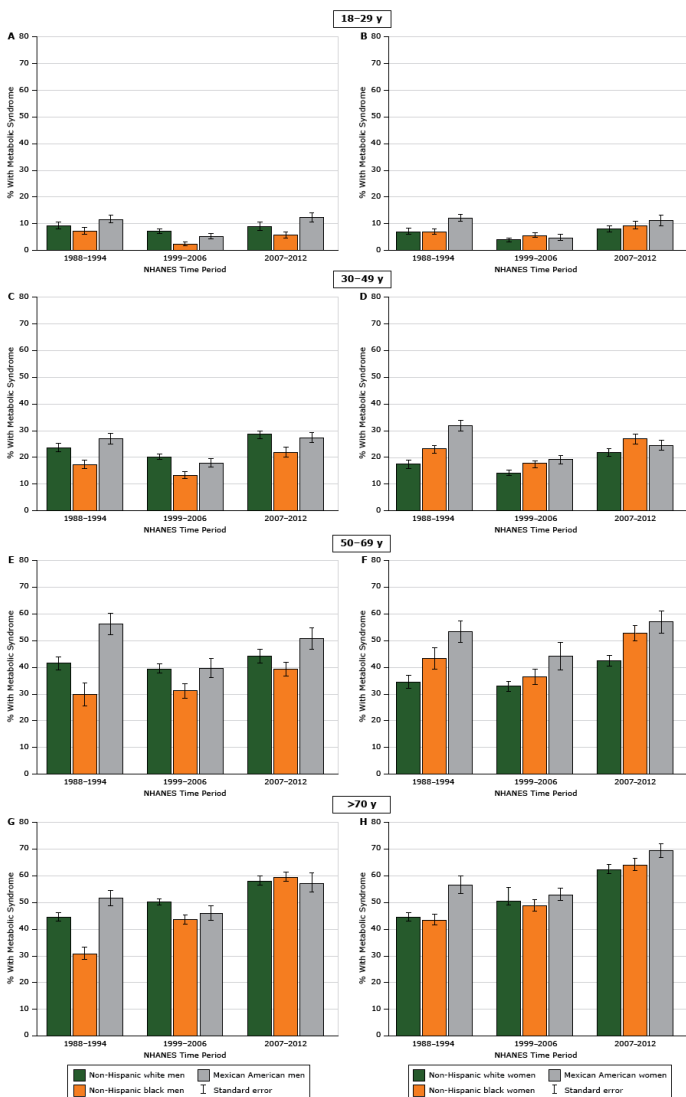 18–29 y
A
B
% With Metabolic Syndrome
80
70
60
50
40
30
20
10
0
1988–1994
1999–2006
2007–2012
NHANES Time Period
% With Metabolic Syndrome
80
70
60
50
40
30
20
10
0
1988–1994
1999–2006
2007–2012
NHANES Time Period
30–49 y
C
D
% With Metabolic Syndrome
80
70
60
50
40
30
20
10
0
1988–1994
1999–2006
2007–2012
NHANES Time Period
% With Metabolic Syndrome
80
70
60
50
40
30
20
10
0
1988–1994
1999–2006
2007–2012
NHANES Time Period
50–69 y
E
F
% With Metabolic Syndrome
80
70
60
50
40
30
20
10
0
1988–1994
1999–2006
2007–2012
NHANES Time Period
% With Metabolic Syndrome
80
70
60
50
40
30
20
10
0
1988–1994
1999–2006
2007–2012
NHANES Time Period
>70 y
G
H
% With Metabolic Syndrome
80
70
60
50
40
30
20
10
0
1988–1994
1999–2006
2007–2012
NHANES Time Period
% With Metabolic Syndrome
80
70
60
50
40
30
20
10
0
1988–1994
1999–2006
2007–2012
NHANES Time Period
Non-Hispanic white men
Mexican American men
Non-Hispanic black men
Standard error
Non-Hispanic white women
Mexican American women
Non-Hispanic black women
Standard error